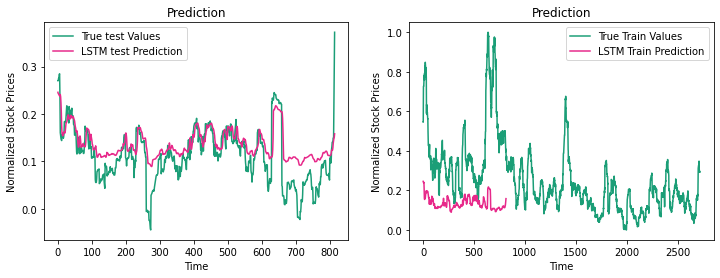 Prediction
True test Values
LSTM test Prediction
Normalized Stock Prices
0.3
0.2
0.1
0.0
0 100 200 300 400 500 600 700 800
Time
Prediction
True Train Values
LSTM Train Prediction
Normalized Stock Prices
1.0
0.8
0.6
0.4
0.2
0.0
0 500 1000 1500 2000 2500
Time